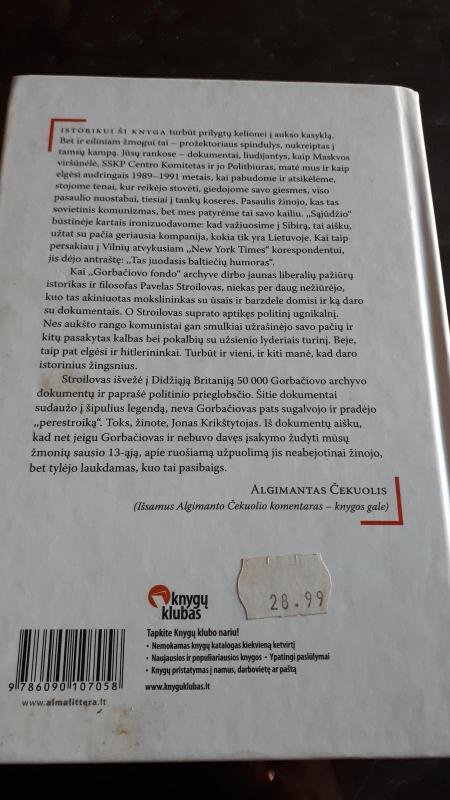 ISTORIKUI ŠI KNYGA turbūt prilygtų kelionei į aukso kasyklą.
Bet ir eiliniam žmogui tai – prožektoriaus spindulys, nukreiptas į
tamsų kampą. Jūsų rankose – dokumentai, liudijantys, kaip Maskvos
viršūnėlė, SSKP Centro Komitetas ir jo Politbiuras, matė mus ir kaip
elgėsi audringais 1989–1991 metais, kai pabudome ir atsikėlėme,
stojome tenai, kur reikėjo stovėti, giedojome savo giesmes, viso
pasaulio nuostabai, tiesiai į tankų koseres. Pasaulis žinojo, kas tas
sovietinis komunizmas, bet mes patyrėme tai savo kailiu. „Sąjūdžio"
būstinėje kartais ironizuodavome: kad važiuosime į Sibirą, tai aišku,
užtat su pačia geriausia kompanija, kokia tik yra Lietuvoje. Kai taip
persakiau į Vilnių atvykusiam „New York Times" korespondentui,
jis dėjo antraštę: „Tas juodasis baltiečių humoras".
Kai „Gorbačiovo fondo" archyve dirbo jaunas liberalių pažiūrų
istorikas ir filosofas Pavelas Stroilovas, niekas per daug nežiūrėjo,
kuo tas akiniuotas mokslininkas su ūsais ir barzdele domisi ir ką daro
su dokumentais. O Stroilovas suprato aptikęs politinį ugnikalnį.
Nes aukšto rango komunistai gan smulkiai užrašinėjo savo pačių ir
kitų pasakytas kalbas bei pokalbių su užsienio lyderiais turinį. Beje,
taip pat elgėsi ir hitlerininkai. Turbūt ir vieni, ir kiti manė, kad daro
istorinius žingsnius.
Stroilovas išvežė į Didžiąją Britaniją 50 000 Gorbačiovo archyvo
dokumentų ir paprašė politinio prieglobsčio. Šitie dokumentai
sudaužo į šipulius legendą, neva Gorbačiovas pats sugalvojo ir pradėjo
„perestroiką". Toks, žinote, Jonas Krikštytojas. Iš dokumentų aišku,
kad net jeigu Gorbačiovas ir nebuvo davęs įsakymo žudyti mūsų
žmonių sausio 13-ąją, apie ruošiamą užpuolimą jis neabejotinai žinojo,
bet tylėjo laukdamas, kuo tai pasibaigs.
ALGIMANTAS ČEKUOLIS
(Išsamus Algimanto Čekuolio komentaras – knygos gale)
28.99
knygų
klubas
Tapkite Knygų klubo nariu!
• Nemokamas knygų katalogas kiekvieną ketvirtį
• Naujausios ir populiariausios knygos • Ypatingi pasiūlymai
• Knygų pristatymas į namus, darbovietę ar paštą
www.knyguklubas.lt
9 786090 107058
www.almalittera.lt